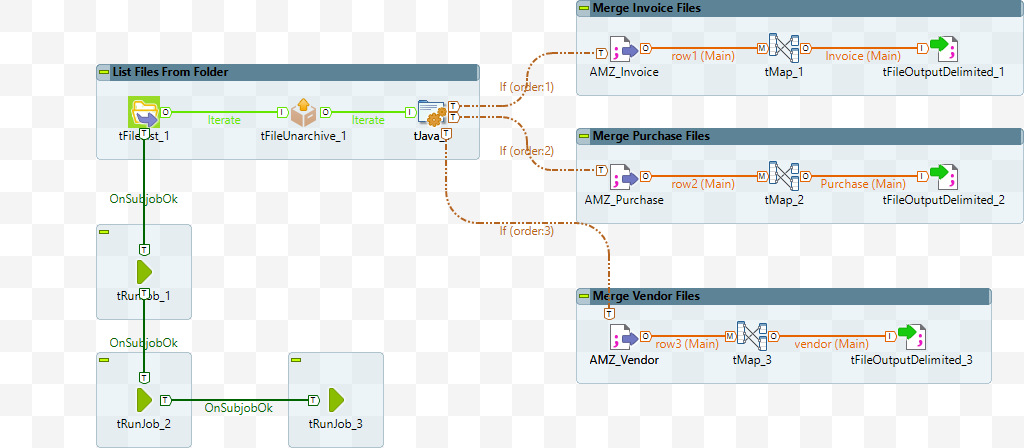 Merge Invoice Files
T
O
row1 (Main)
M
O
Invoice (Main)
I
AMZ_Invoice
tMap_1
tFileOutputDelimited_1
List Files From Folder
O
Iterate
I
O
Iterate
I
T
T
T
T
tFileUnarchive_1
tJava_
If (order:1)
If (order:2)
If (order:3)
Merge Purchase Files
T
O
row2 (Main)
M
O
Purchase (Main)
I
AMZ_Purchase
tMap_2
tFileOutputDelimited_2
OnSubjobOk
T
T
tRunJob_1
Merge Vendor Files
T
O
row3 (Main)
M
O
vendor (Main)
I
AMZ_Vendor
tMap_3
tFileOutputDelimited_3
OnSubjobOk
T
T
OnSubjobOk
T
tRunJob_2
tRunJob_3